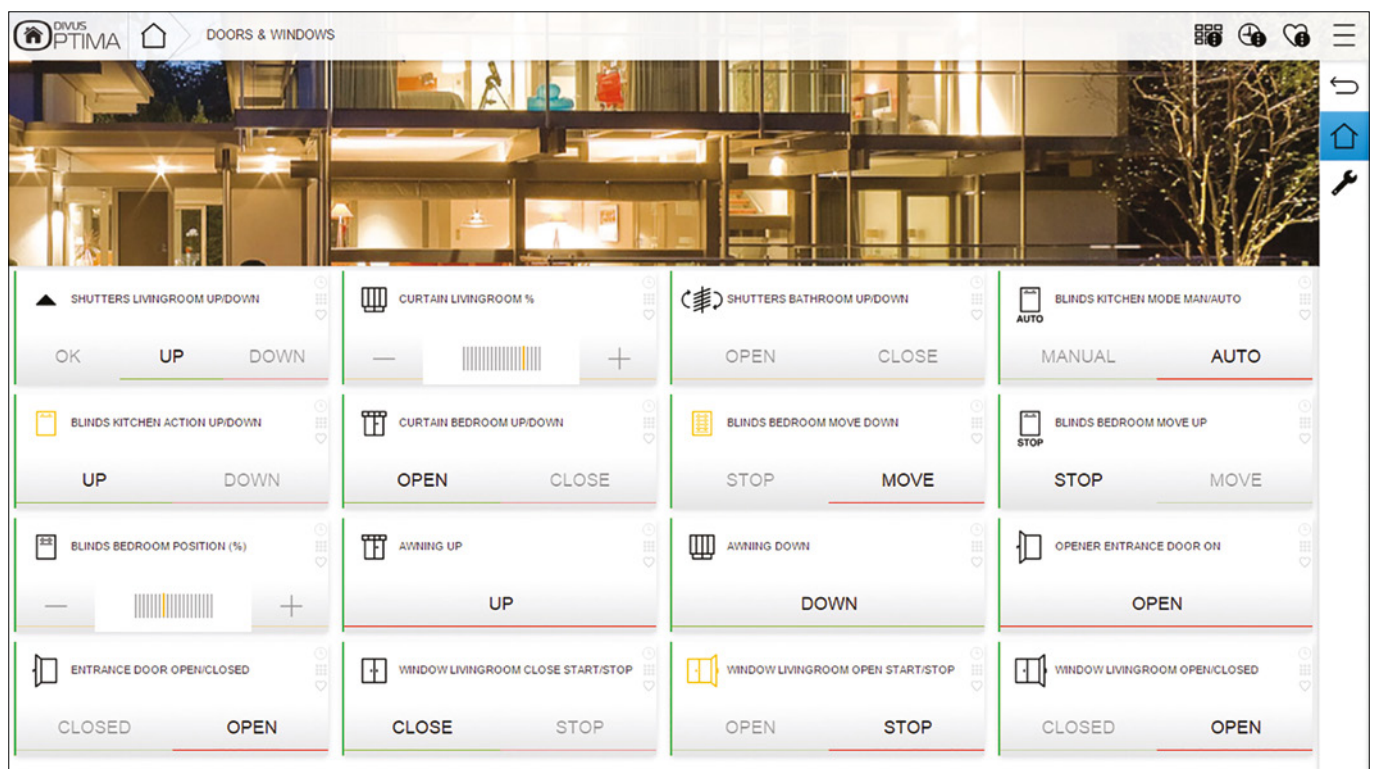 DIVUS
OPTIMA
DOORS & WINDOWS
SHUTTERS LIVINGROOM UP/DOWN
OK UP DOWN
CURTAIN LIVINGROOM %
— +
SHUTTERS BATHROOM UP/DOWN
OPEN CLOSE
AUTO
BLINDS KITCHEN MODE MAN/AUTO
MANUAL AUTO
BLINDS KITCHEN ACTION UP/DOWN
UP DOWN
CURTAIN BEDROOM UP/DOWN
OPEN CLOSE
BLINDS BEDROOM MOVE DOWN
STOP MOVE
STOP
BLINDS BEDROOM MOVE UP
STOP MOVE
BLINDS BEDROOM POSITION (%)
— +
AWNING UP
UP
AWNING DOWN
DOWN
OPENER ENTRANCE DOOR ON
OPEN
ENTRANCE DOOR OPEN/CLOSED
CLOSED OPEN
WINDOW LIVINGROOM CLOSE START/STOP
CLOSE STOP
WINDOW LIVINGROOM OPEN START/STOP
OPEN STOP
WINDOW LIVINGROOM OPEN/CLOSED
CLOSED OPEN